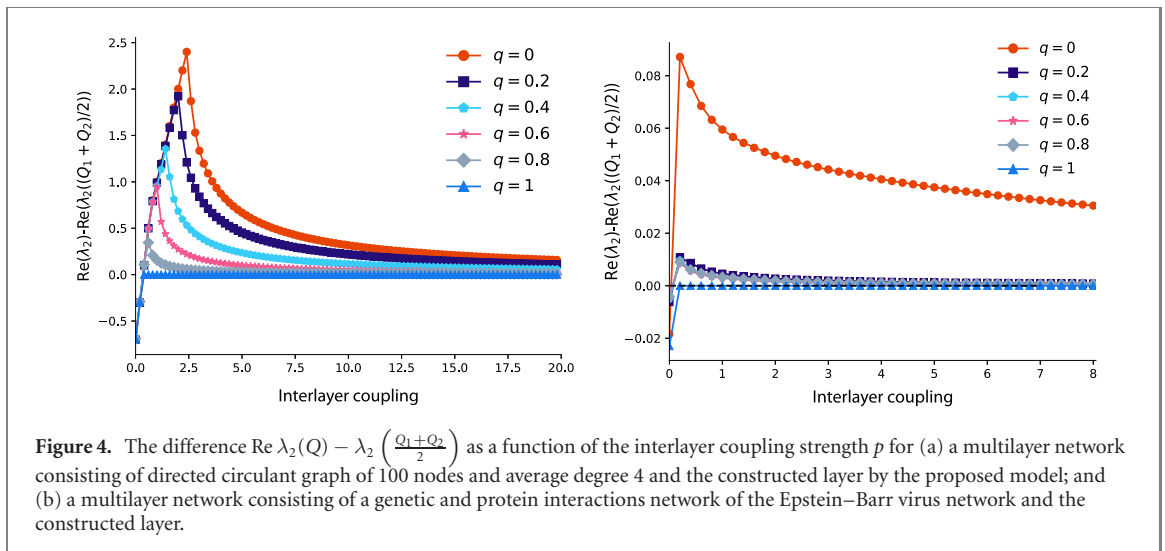 2.5
2.0
1.5
1.0
0.5
0.0
−0.5
Re(λ₂)-Re(λ₂((Q₁ + Q₂)/2))
0.0 2.5 5.0 7.5 10.0 12.5 15.0 17.5 20.0
Interlayer coupling
q = 0
q = 0.2
q = 0.4
q = 0.6
q = 0.8
q = 1
0.08
0.06
0.04
0.02
0.00
−0.02
Re(λ₂)-Re(λ₂((Q₁ + Q₂)/2))
0 1 2 3 4 5 6 7 8
Interlayer coupling
q = 0
q = 0.2
q = 0.4
q = 0.6
q = 0.8
q = 1
Figure 4. The difference Re λ₂(Q) − λ₂ ((Q₁+Q₂)/2) as a function of the interlayer coupling strength p for (a) a multilayer network
consisting of directed circulant graph of 100 nodes and average degree 4 and the constructed layer by the proposed model; and
(b) a multilayer network consisting of a genetic and protein interactions network of the Epstein–Barr virus network and the
constructed layer.